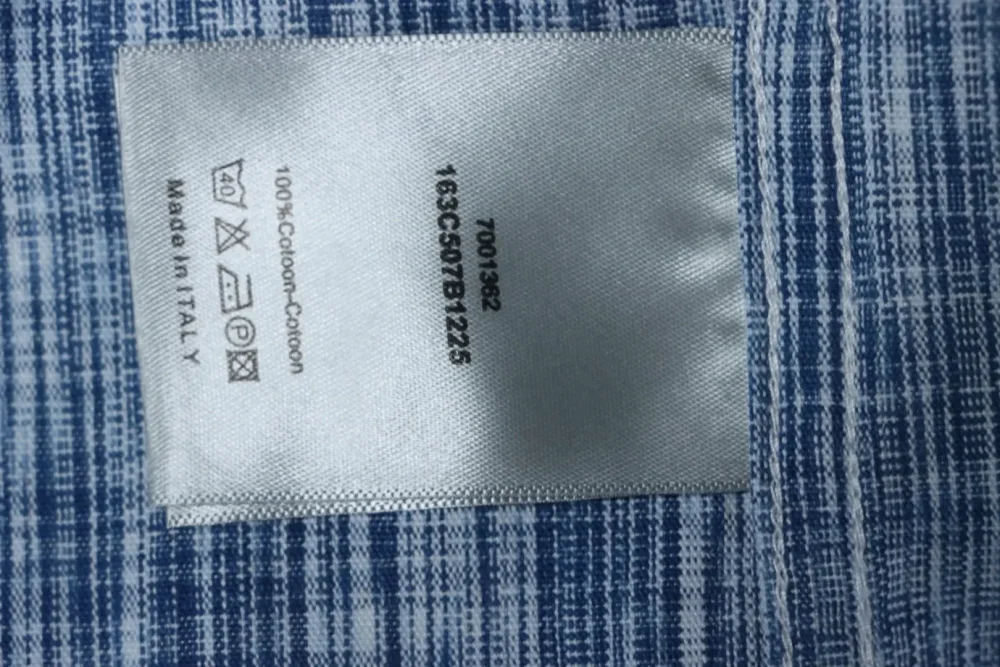 7001362
163C507B1225
100%Cotoon-Cotoon
40
P
Made In ITALY